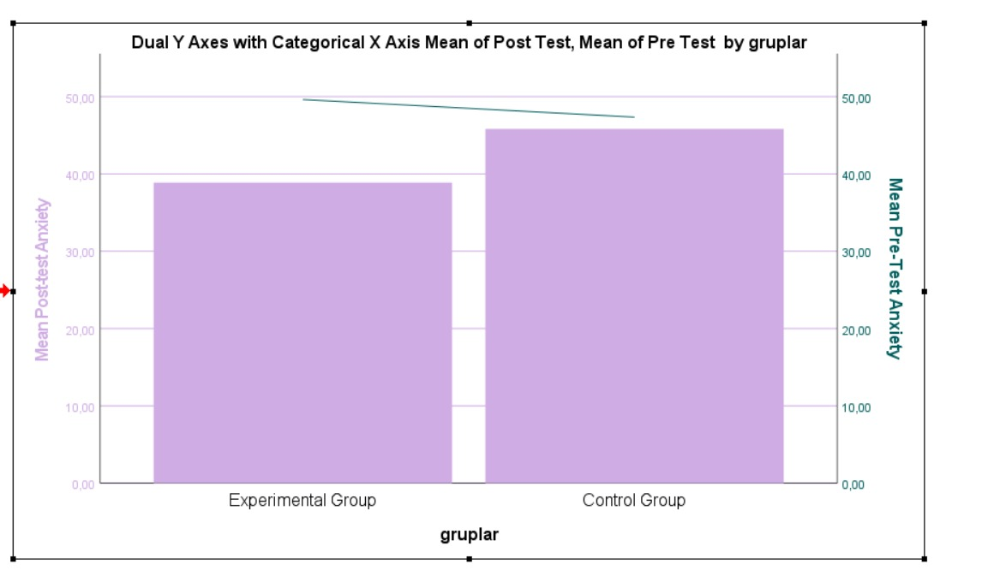 Dual Y Axes with Categorical X Axis Mean of Post Test, Mean of Pre Test by gruplar
50,00
40,00
30,00
20,00
10,00
0,00
Mean Post-test Anxiety
50,00
40,00
30,00
20,00
10,00
0,00
Mean Pre-Test Anxiety
Experimental Group
Control Group
gruplar